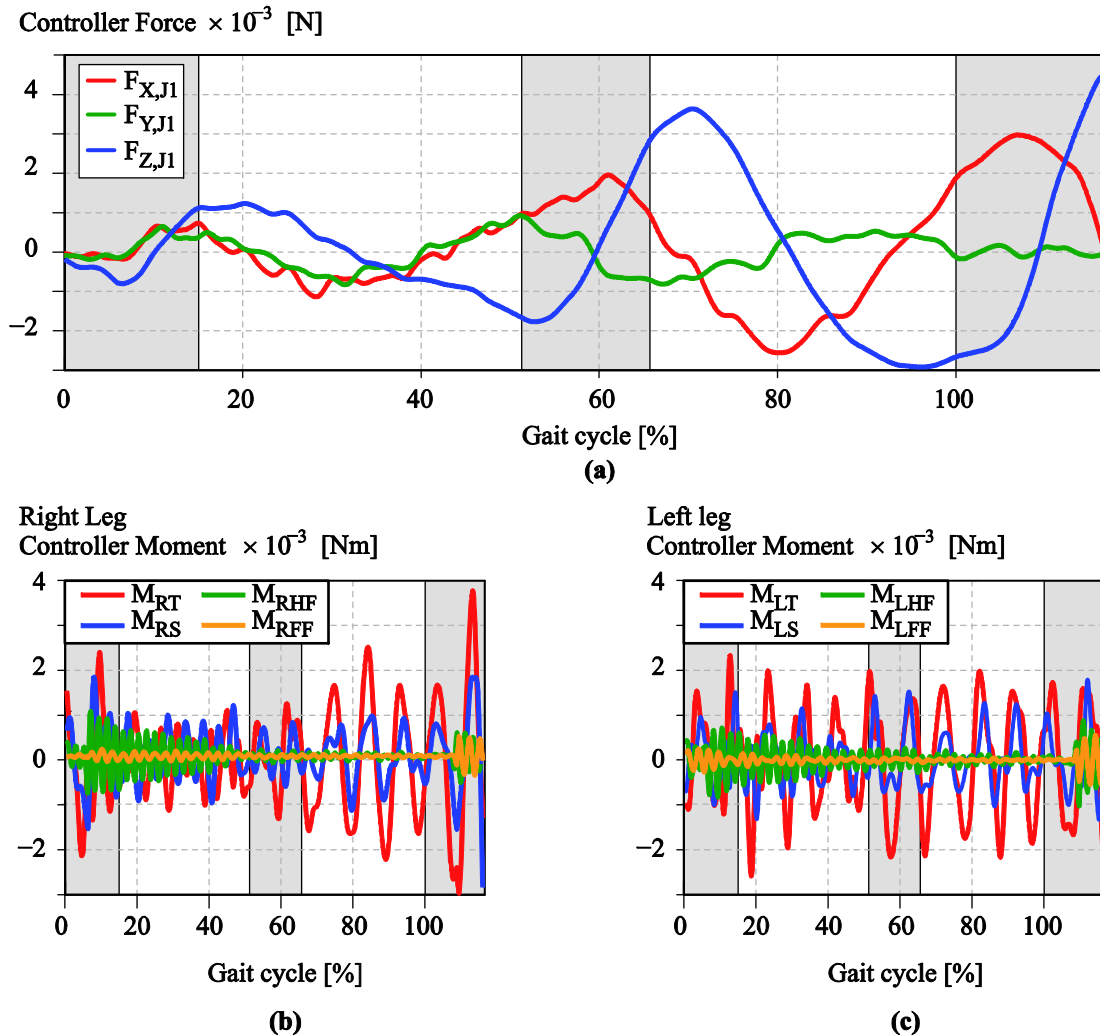 Controller Force × 10⁻³ [N]
4
2
0
−2
F_X,J1
F_Y,J1
F_Z,J1
0 20 40 60 80 100
Gait cycle [%]
(a)
Right Leg
Controller Moment × 10⁻³ [Nm]
4
2
0
−2
M_RT M_RHF
M_RS M_RFF
0 20 40 60 80 100
Gait cycle [%]
(b)
Left leg
Controller Moment × 10⁻³ [Nm]
4
2
0
−2
M_LT M_LHF
M_LS M_LFF
0 20 40 60 80 100
Gait cycle [%]
(c)